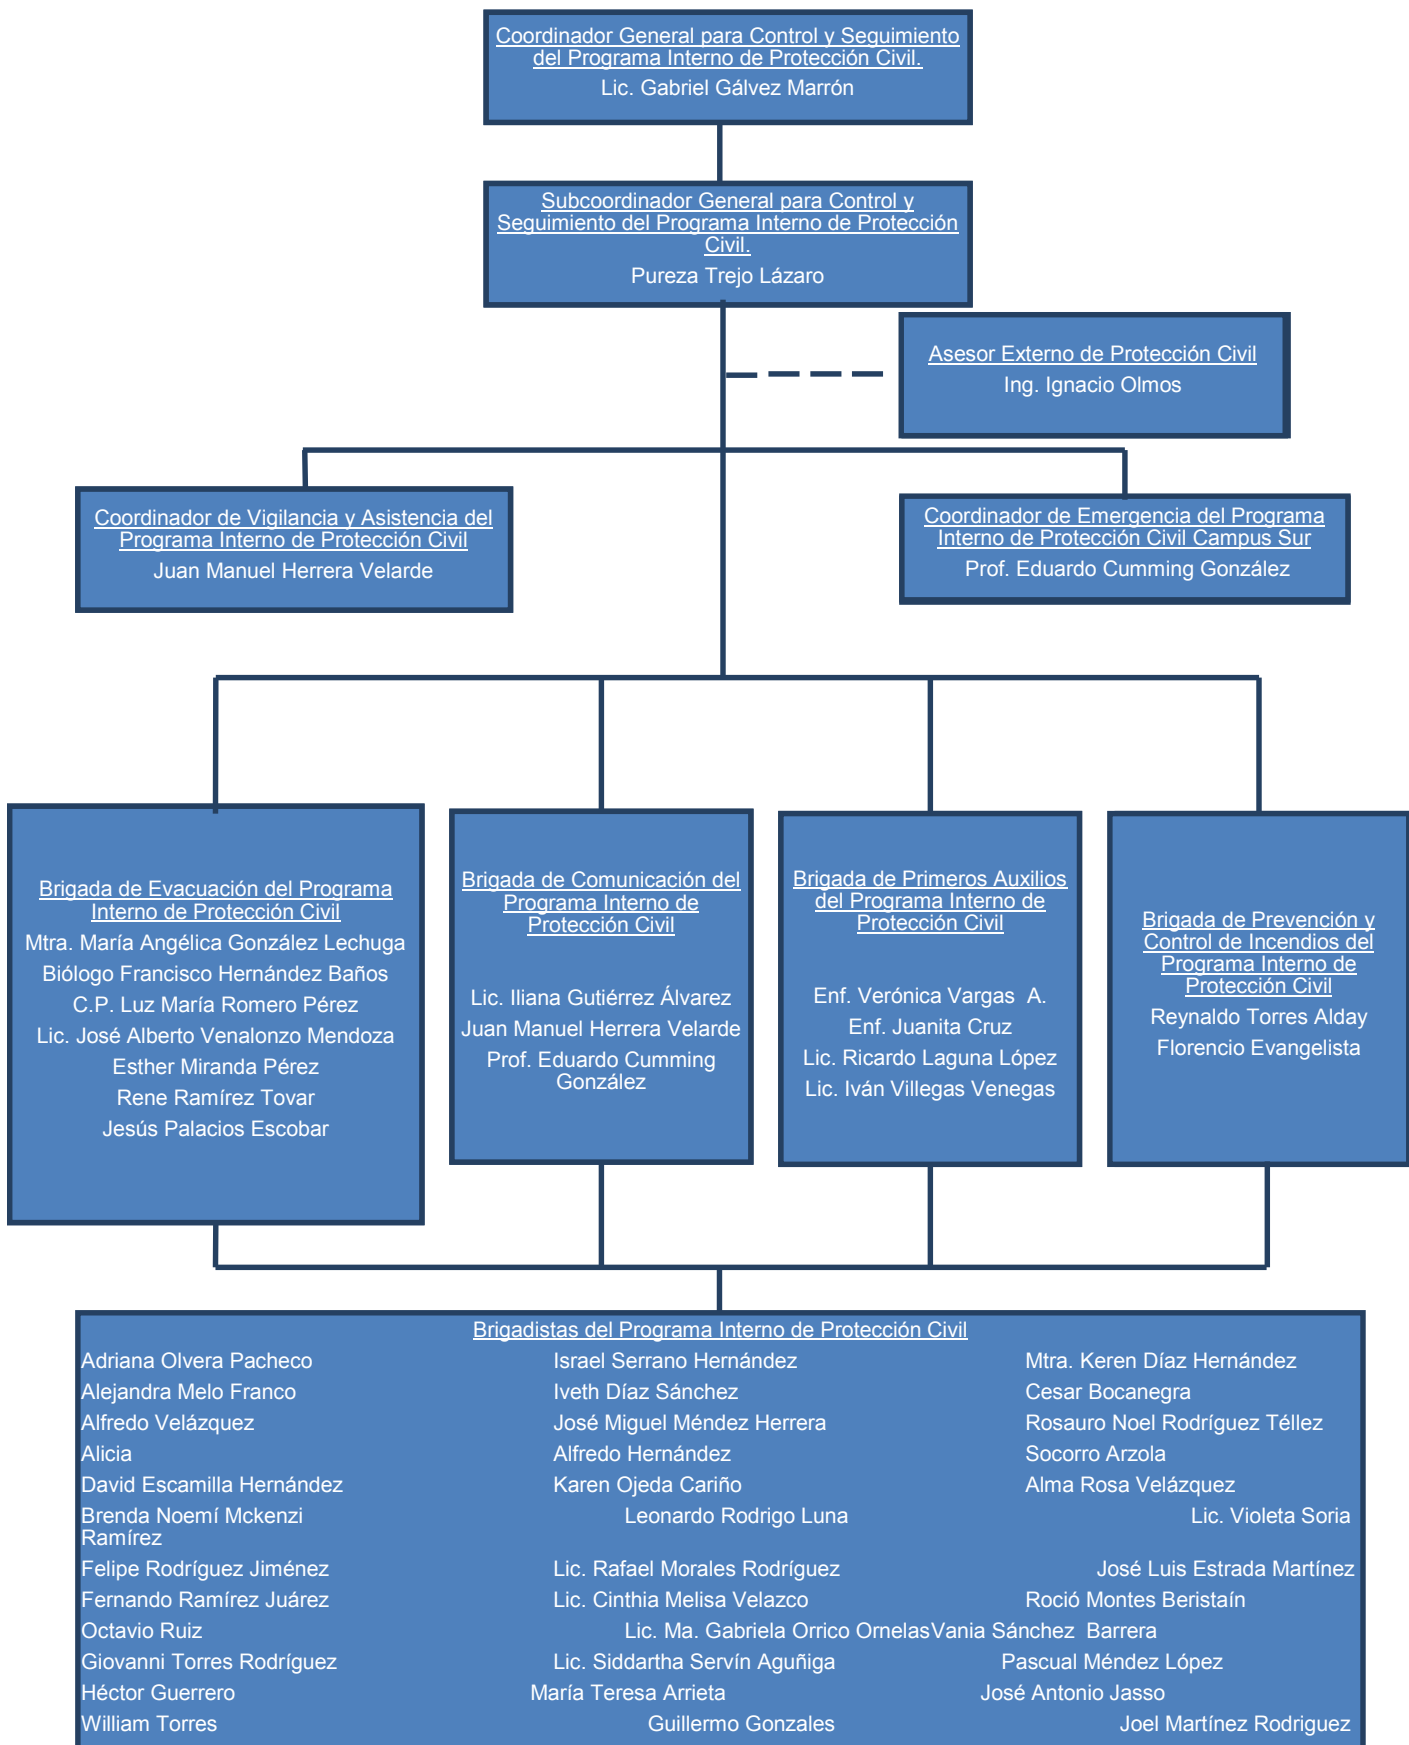 Coordinador General para Control y Seguimiento
del Programa Interno de Protección Civil.
Lic. Gabriel Gálvez Marrón
Subcoordinador General para Control y
Seguimiento del Programa Interno de Protección
Civil.
Pureza Trejo Lázaro
Asesor Externo de Protección Civil
Ing. Ignacio Olmos
Coordinador de Vigilancia y Asistencia del
Programa Interno de Protección Civil
Juan Manuel Herrera Velarde
Coordinador de Emergencia del Programa
Interno de Protección Civil Campus Sur
Prof. Eduardo Cumming González
Brigada de Evacuación del Programa
Interno de Protección Civil
Mtra. María Angélica González Lechuga
Biólogo Francisco Hernández Baños
C.P. Luz María Romero Pérez
Lic. José Alberto Venalonzo Mendoza
Esther Miranda Pérez
Rene Ramírez Tovar
Jesús Palacios Escobar
Brigada de Comunicación del
Programa Interno de
Protección Civil
Lic. Iliana Gutiérrez Álvarez
Juan Manuel Herrera Velarde
Prof. Eduardo Cumming
González
Brigada de Primeros Auxilios
del Programa Interno de
Protección Civil
Enf. Verónica Vargas  A.
Enf. Juanita Cruz
Lic. Ricardo Laguna López
Lic. Iván Villegas Venegas
Brigada de Prevención y
Control de Incendios del
Programa Interno de
Protección Civil
Reynaldo Torres Alday
Florencio Evangelista
Brigadistas del Programa Interno de Protección Civil
Adriana Olvera Pacheco Israel Serrano Hernández Mtra. Keren Díaz Hernández
Alejandra Melo Franco Iveth Díaz Sánchez Cesar Bocanegra
Alfredo Velázquez José Miguel Méndez Herrera Rosauro Noel Rodríguez Téllez
Alicia Alfredo Hernández Socorro Arzola
David Escamilla Hernández Karen Ojeda Cariño Alma Rosa Velázquez
Brenda Noemí Mckenzi Leonardo Rodrigo Luna Lic. Violeta Soria
Ramírez
Felipe Rodríguez Jiménez Lic. Rafael Morales Rodríguez José Luis Estrada Martínez
Fernando Ramírez Juárez Lic. Cinthia Melisa Velazco Roció Montes Beristaín
Octavio Ruiz Lic. Ma. Gabriela Orrico OrnelasVania Sánchez  Barrera
Giovanni Torres Rodríguez Lic. Siddartha Servín Aguñiga Pascual Méndez López
Héctor Guerrero María Teresa Arrieta José Antonio Jasso
William Torres Guillermo Gonzales Joel Martínez Rodriguez